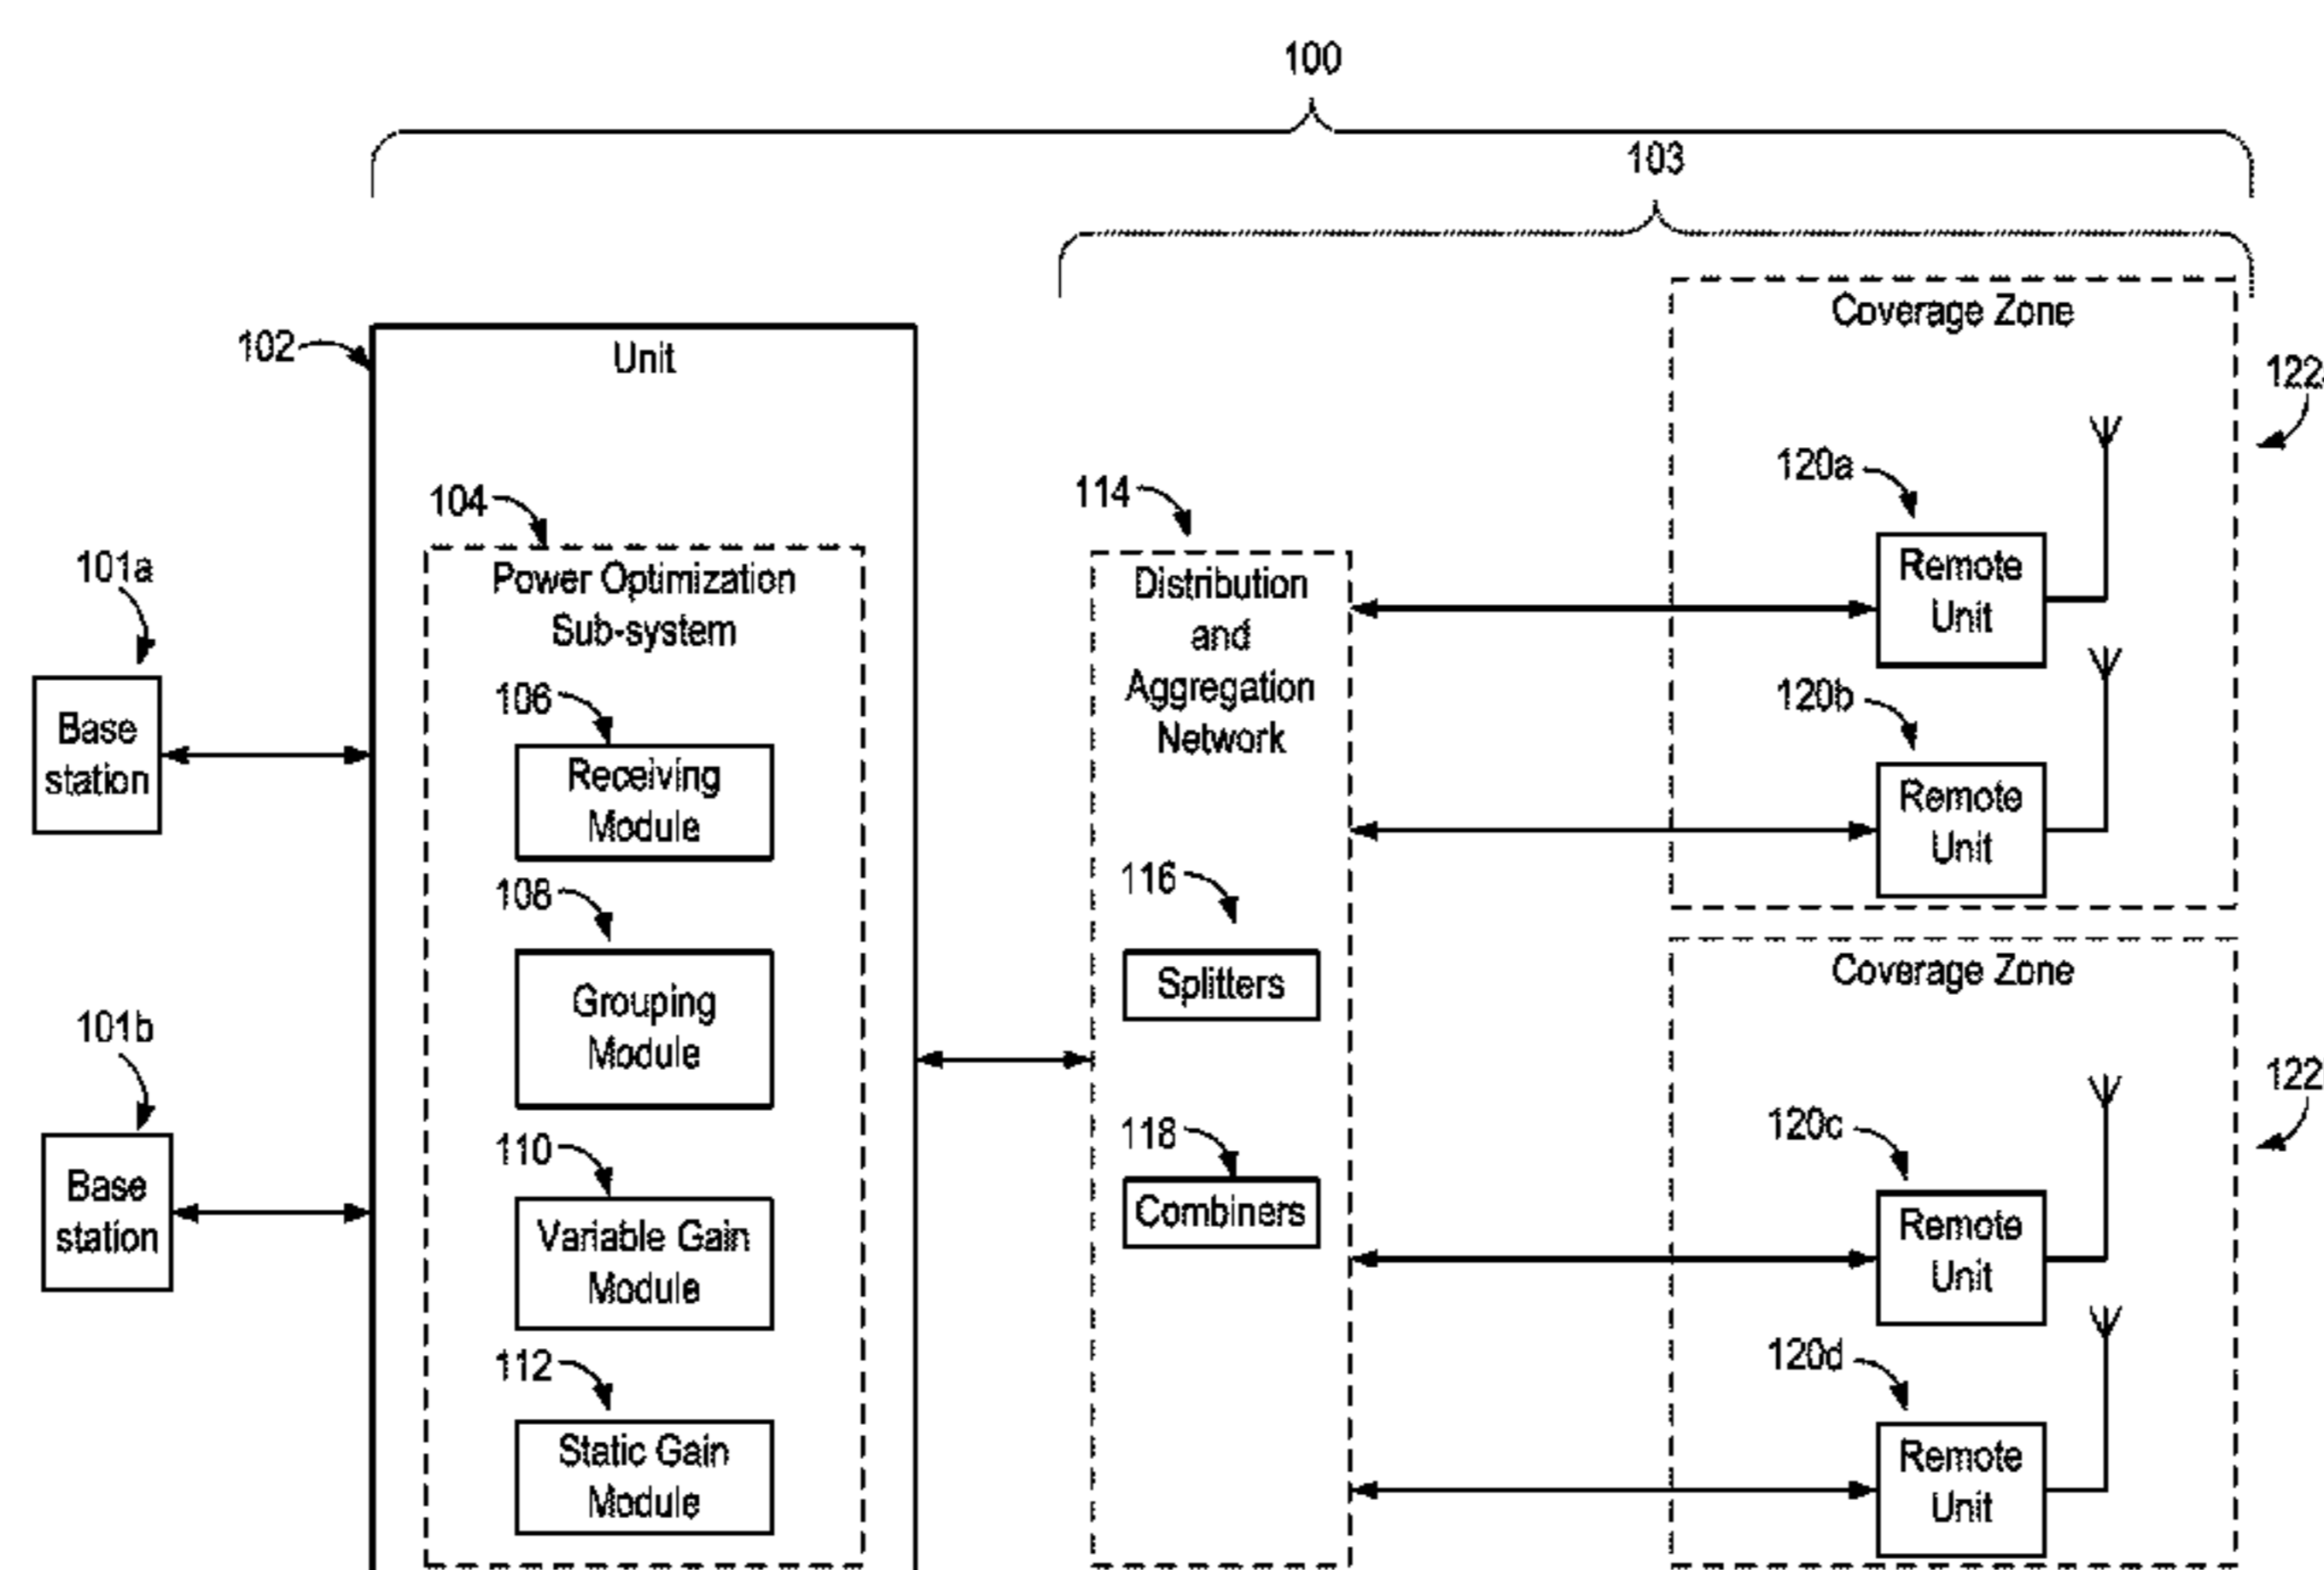 100
103
Coverage Zone
102
Unit
122
120a
104
114
Remote
Unit
Power Optimization
Sub-system
Distribution
and
Aggregation
Network
101a
106
120b
Base
station
Receiving
Module
Remote
Unit
108
116
Grouping
Module
Splitters
Coverage Zone
101b
110
118
120c
122
Base
station
Variable Gain
Module
Combiners
Remote
Unit
112
120d
Static Gain
Module
Remote
Unit